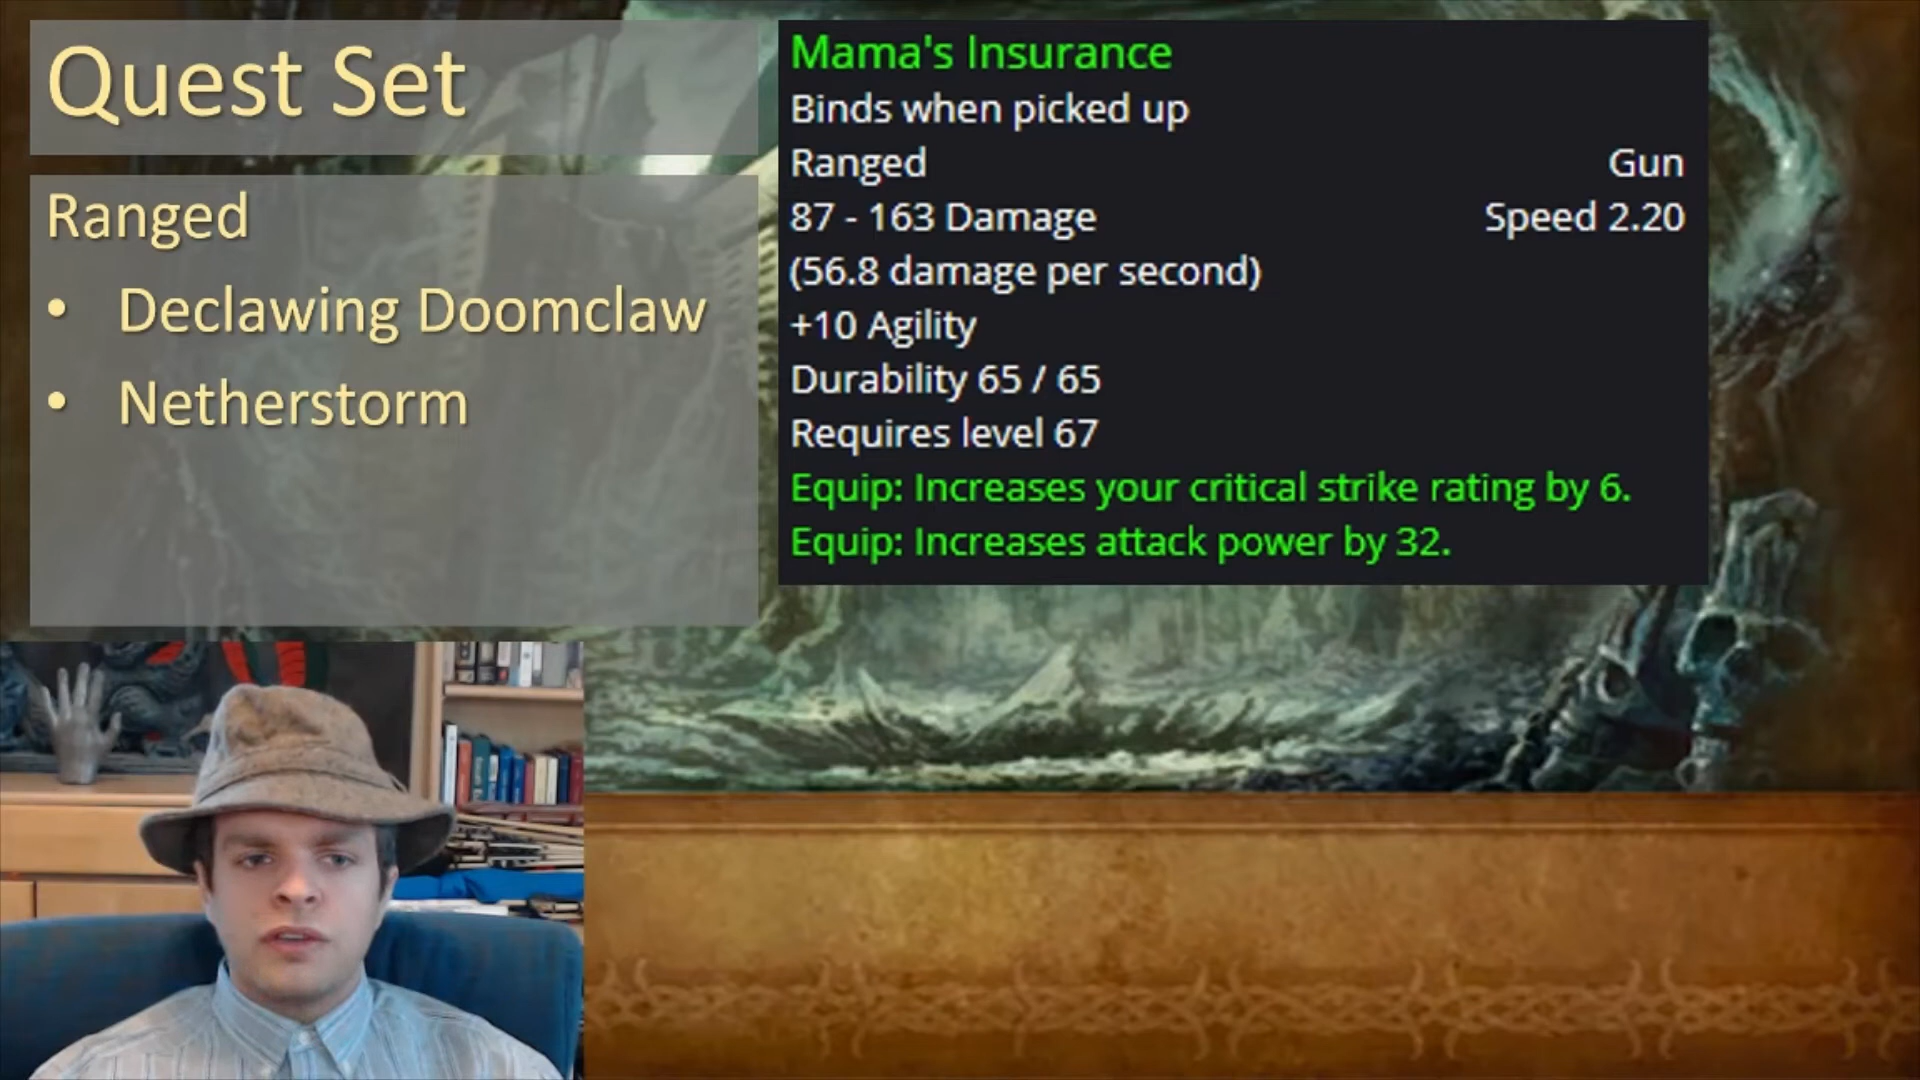 Quest Set
Ranged
• Declawing Doomclaw
• Netherstorm
Mama's Insurance
Binds when picked up
Ranged Gun
87 - 163 Damage Speed 2.20
(56.8 damage per second)
+10 Agility
Durability 65 / 65
Requires level 67
Equip: Increases your critical strike rating by 6.
Equip: Increases attack power by 32.